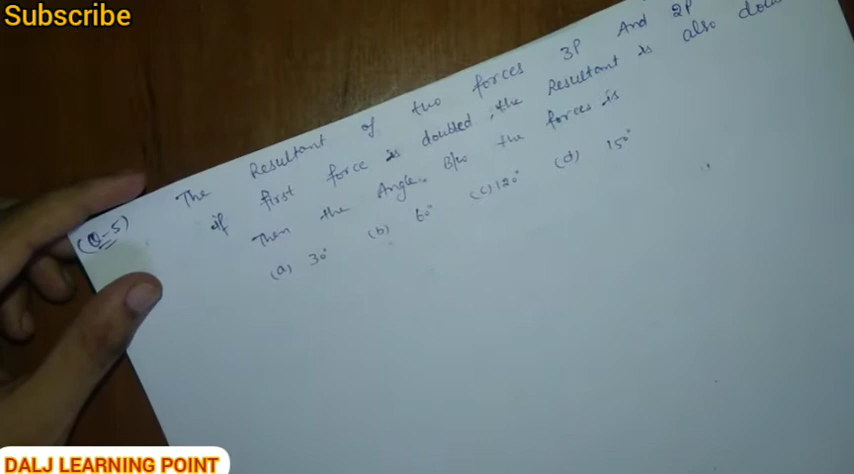 Subscribe
(Q-5) The Resultant of two forces 3P And 2P
if first force is doubled, the Resultant is also
Then the Angle B/w the forces is
(a) 30° (b) 60° (c) 120° (d) 150°
DALJ LEARNING POINT